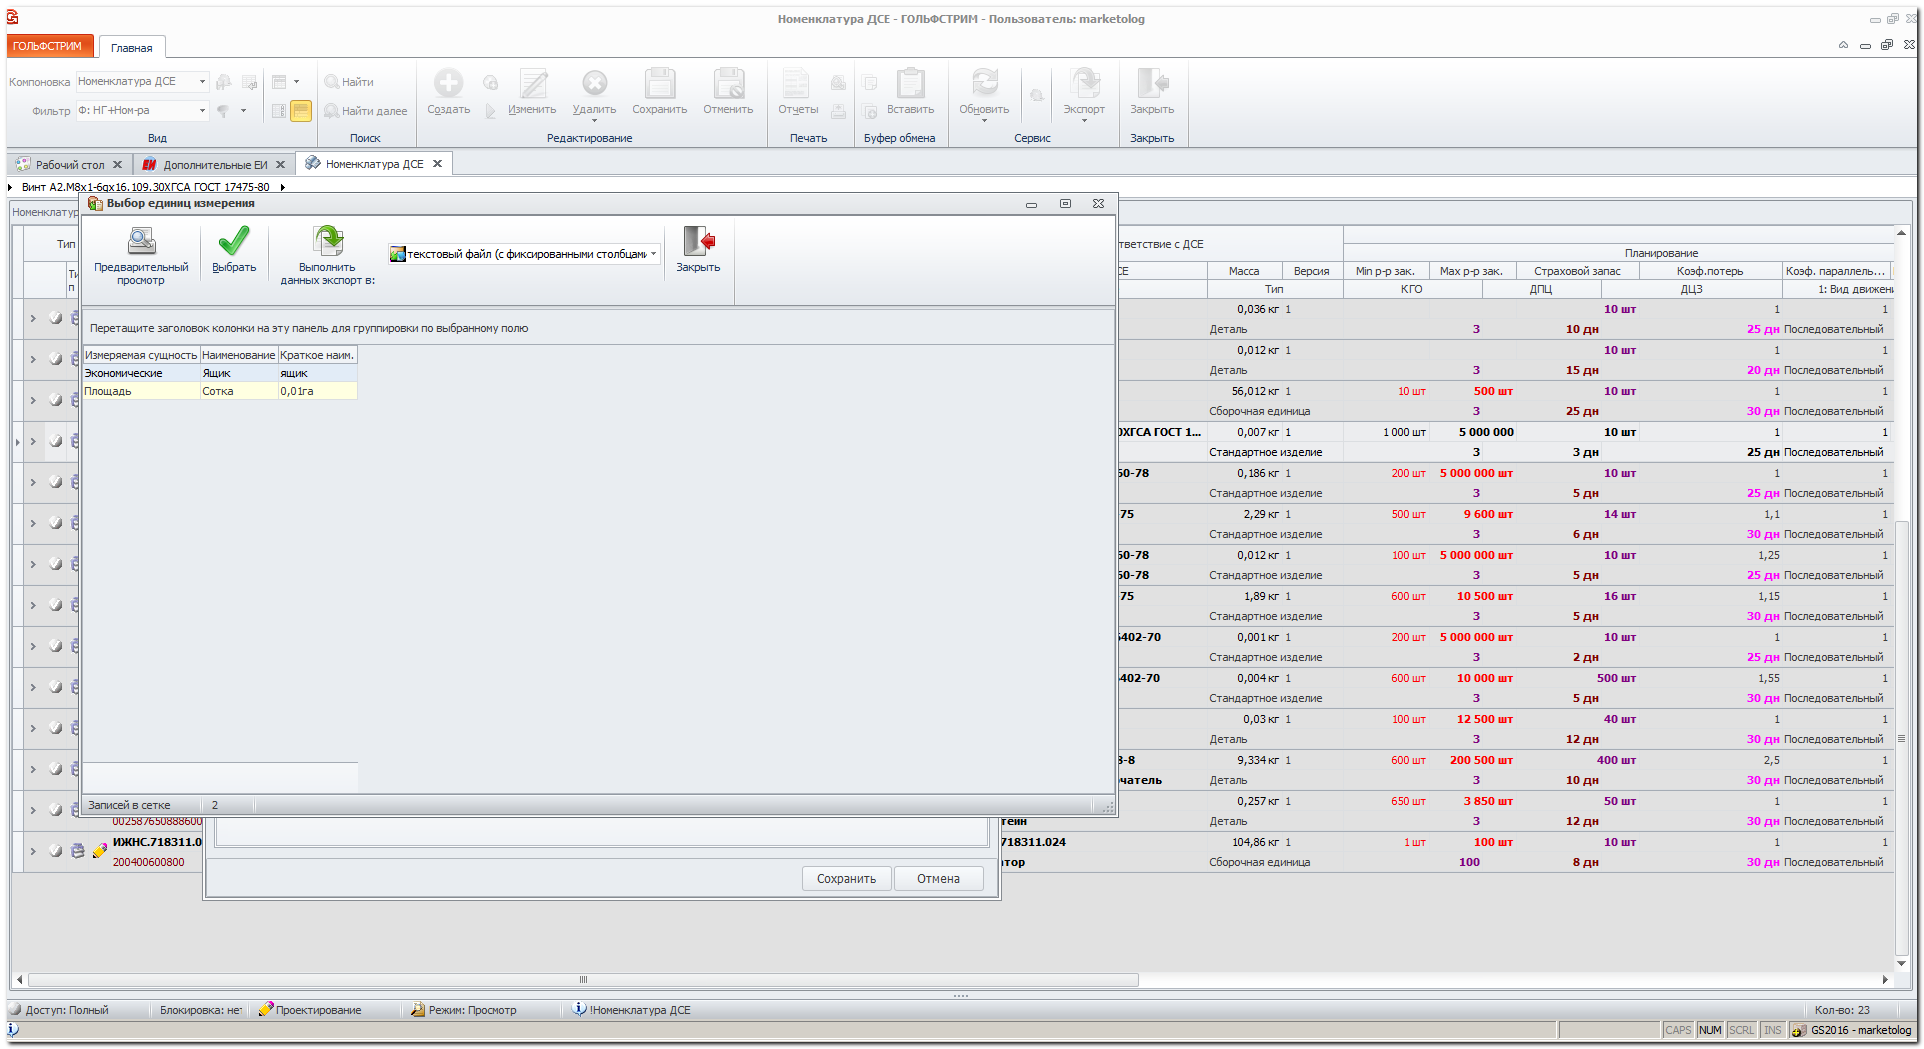 Номенклатура ДСЕ - ГОЛЬФСТРИМ - Пользователь: marketolog
ГОЛЬФСТРИМ Главная
Компоновка Номенклатура ДСЕ
Фильтр Ф: НГ+Ном-ра
Вид
Найти
Найти далее
Поиск
Создать Изменить Удалить Сохранить Отменить
Редактирование
Отчеты
Печать
Вставить
Буфер обмена
Обновить Экспорт
Сервис
Закрыть
Закрыть
Рабочий стол Дополнительные ЕИ Номенклатура ДСЕ
Винт А2.М8х1-6gх16.109.30ХГСА ГОСТ 17475-80
Номенклатур
Тип
Выбор единиц измерения
Предварительный просмотр
Выбрать
Выполнить данных экспорт в:
текстовый файл (с фиксированными столбцами
Закрыть
Перетащите заголовок колонки на эту панель для группировки по выбранному полю
Измеряемая сущность Наименование Краткое наим.
Экономические Ящик ящик
Площадь Сотка 0,01га
Записей в сетке 2
тветствие с ДСЕ
Планирование
СЕ Масса Версия Min р-р зак. Max р-р зак. Страховой запас Коэф.потерь Коэф. параллель...
Тип КГО ДПЦ ДЦЗ 1: Вид движени
0,036 кг 1 10 шт 1 1
Деталь 3 10 дн 25 дн Последовательный
0,012 кг 1 10 шт 1 1
Деталь 3 15 дн 20 дн Последовательный
56,012 кг 1 10 шт 500 шт 10 шт 1 1
Сборочная единица 3 25 дн 30 дн Последовательный
0ХГСА ГОСТ 1... 0,007 кг 1 1 000 шт 5 000 000 10 шт 1 1
Стандартное изделие 3 3 дн 25 дн Последовательный
60-78 0,186 кг 1 200 шт 5 000 000 шт 10 шт 1 1
Стандартное изделие 3 5 дн 25 дн Последовательный
75 2,29 кг 1 500 шт 9 600 шт 14 шт 1,1 1
Стандартное изделие 3 6 дн 30 дн Последовательный
60-78 0,012 кг 1 100 шт 5 000 000 шт 10 шт 1,25 1
60-78 Стандартное изделие 3 5 дн 25 дн Последовательный
75 1,89 кг 1 600 шт 10 500 шт 16 шт 1,15 1
Стандартное изделие 3 5 дн 30 дн Последовательный
6402-70 0,001 кг 1 200 шт 5 000 000 шт 10 шт 1 1
Стандартное изделие 3 2 дн 25 дн Последовательный
402-70 0,004 кг 1 600 шт 10 000 шт 500 шт 1,55 1
Стандартное изделие 3 5 дн 30 дн Последовательный
0,03 кг 1 100 шт 12 500 шт 40 шт 1 1
Деталь 3 12 дн 30 дн Последовательный
3-8 9,334 кг 1 600 шт 200 500 шт 400 шт 2,5 1
чатель Деталь 3 10 дн 30 дн Последовательный
0,257 кг 1 650 шт 3 850 шт 50 шт 1 1
002587650888600 тейн Деталь 3 12 дн 30 дн Последовательный
ИЖНС.718311.0 718311.024 104,86 кг 1 1 шт 100 шт 10 шт 1 1
200400600800 тор Сборочная единица 100 8 дн 30 дн Последовательный
Сохранить Отмена
Доступ: Полный Блокировка: нет Проектирование Режим: Просмотр !Номенклатура ДСЕ Кол-во: 23
CAPS NUM SCRL INS GS2016 - marketolog